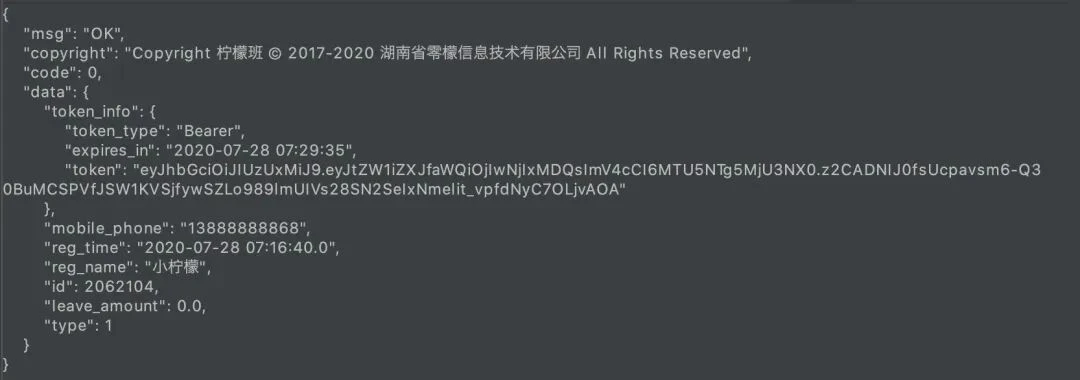 {
"msg": "OK",
"copyright": "Copyright 柠檬班 © 2017-2020 湖南省零檬信息技术有限公司 All Rights Reserved",
"code": 0,
"data": {
"token_info": {
"token_type": "Bearer",
"expires_in": "2020-07-28 07:29:35",
"token": "eyJhbGciOiJIUzUxMiJ9.eyJtZW1iZXJfaWQiOjIwNjIxMDQsImV4cCI6MTU5NTg5MjU3NX0.z2CADNIJ0fsUcpavsm6-Q3
0BuMCSPVfJSW1KVSjfywSZLo989ImUIVs28SN2SelxNmelit_vpfdNyC7OLjvAOA"
},
"mobile_phone": "13888888868",
"reg_time": "2020-07-28 07:16:40.0",
"reg_name": "小柠檬",
"id": 2062104,
"leave_amount": 0.0,
"type": 1
}
}